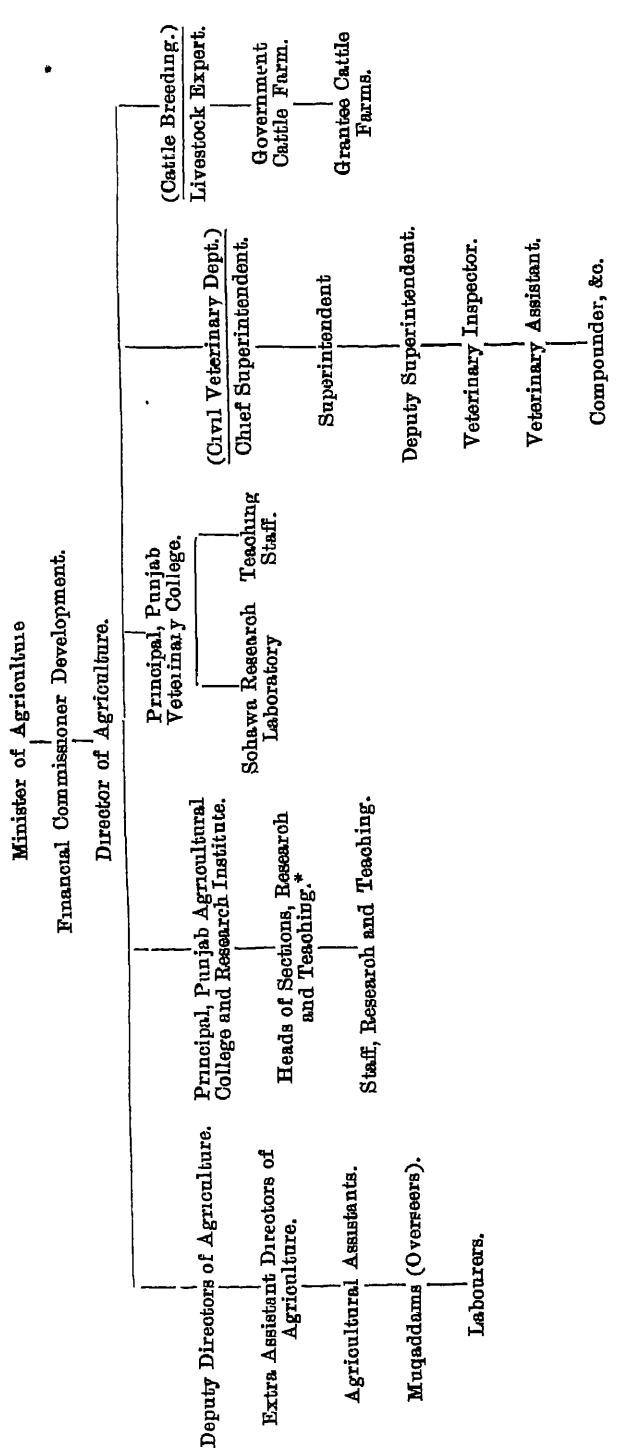 Minister of Agriculture
Financial Commissioner Development.
Director of Agriculture.
Deputy Directors of Agriculture.
Extra Assistant Directors of
Agriculture.
Agricultural Assistants.
Muqaddams (Overseers).
Labourers.
Principal, Punjab Agricultural
College and Research Institute.
Heads of Sections, Research
and Teaching.*
Staff, Research and Teaching.
Principal, Punjab
Veterinary College.
Sohawa Research
Laboratory
Teaching
Staff.
(Civil Veterinary Dept.)
Chief Superintendent.
Superintendent
Deputy Superintendent.
Veterinary Inspector.
Veterinary Assistant.
Compounder, &c.
(Cattle Breeding.)
Livestock Expert.
Government
Cattle Farm.
Grantee Cattle
Farms.